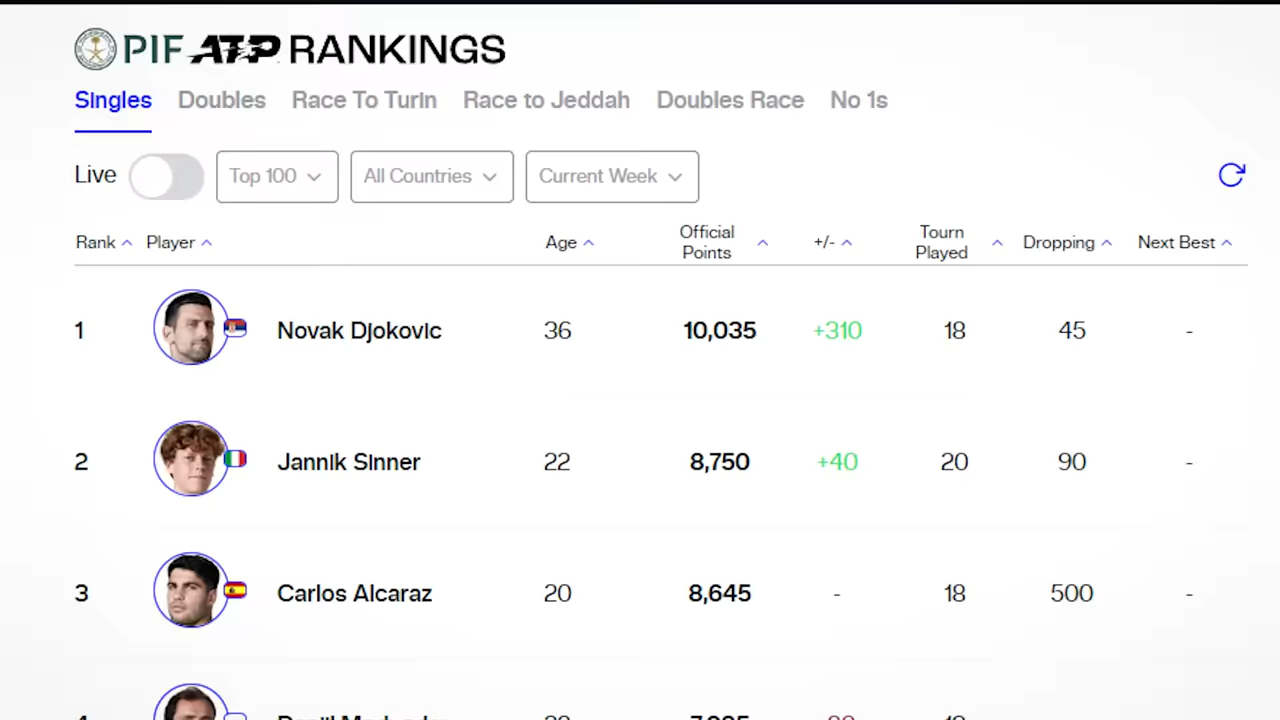 PIF ATP RANKINGS
Singles Doubles Race To Turin Race to Jeddah Doubles Race No 1s
Live Top 100 All Countries Current Week
Rank Player Age Official Points +/- Tourn Played Dropping Next Best
1 Novak Djokovic 36 10,035 +310 18 45 -
2 Jannik Sinner 22 8,750 +40 20 90 -
3 Carlos Alcaraz 20 8,645 - 18 500 -